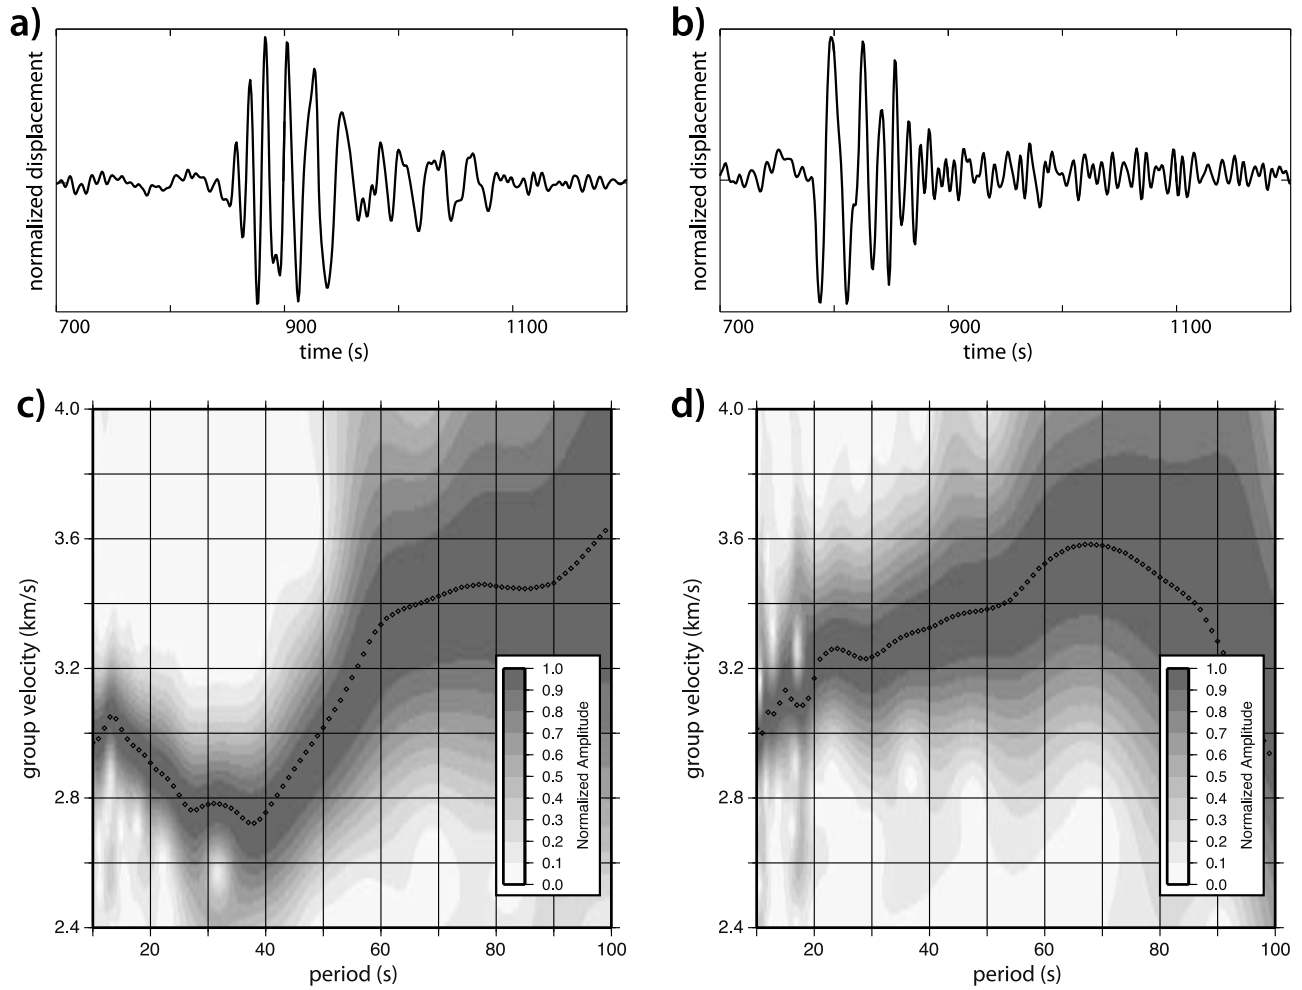 a)
normalized displacement
700 900 1100
time (s)
b)
normalized displacement
700 900 1100
time (s)
c)
4.0
3.6
3.2
2.8
2.4
group velocity (km/s)
20 40 60 80 100
period (s)
1.0
0.9
0.8
0.7
0.6
0.5
0.4
0.3
0.2
0.1
0.0
Normalized Amplitude
d)
4.0
3.6
3.2
2.8
2.4
group velocity (km/s)
20 40 60 80 100
period (s)
1.0
0.9
0.8
0.7
0.6
0.5
0.4
0.3
0.2
0.1
0.0
Normalized Amplitude